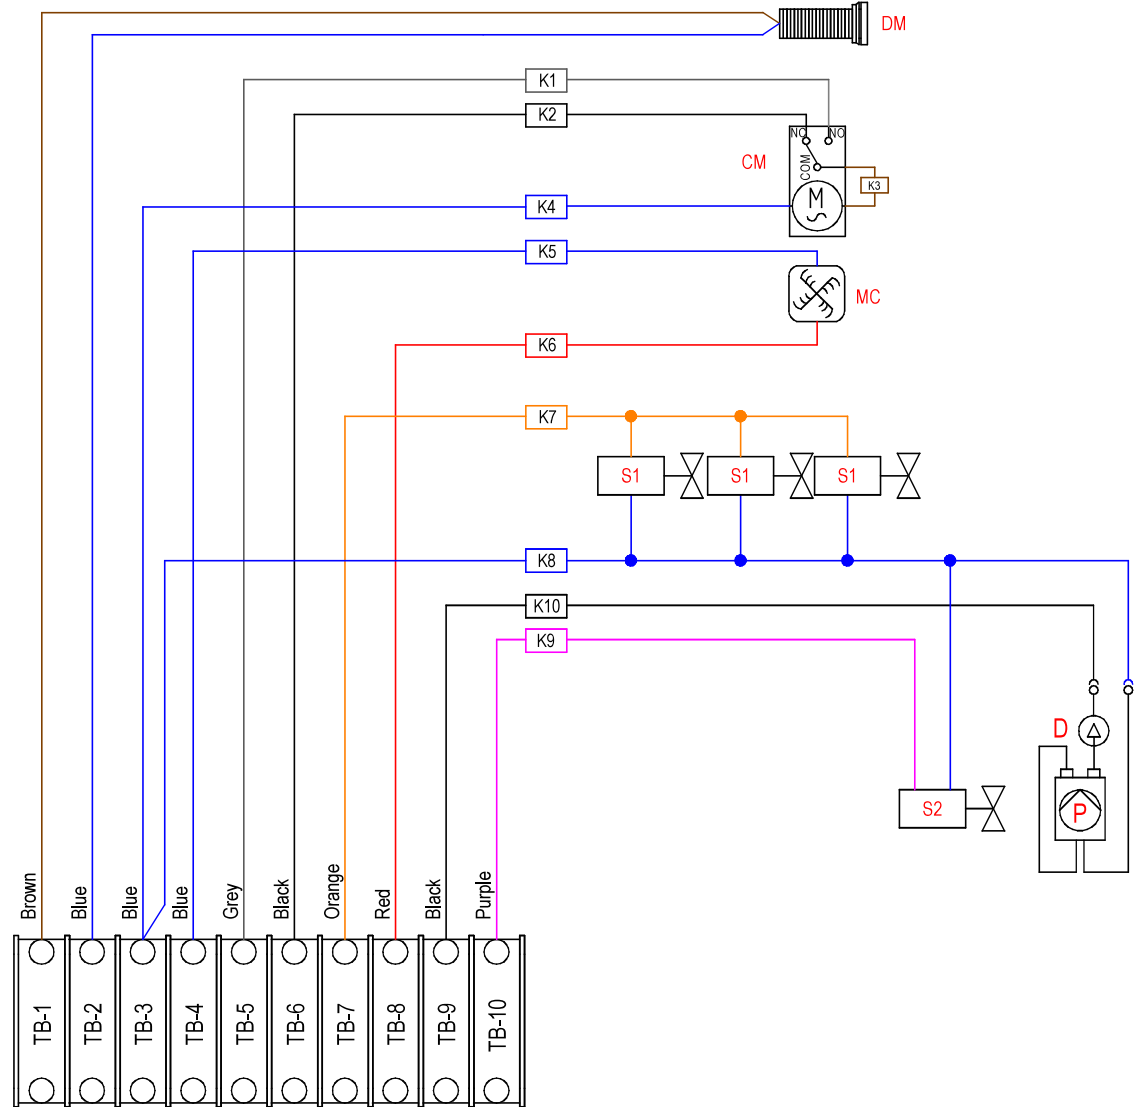 DM
K1
K2
NC NO
COM
CM
K3
M
K4
K5
MC
K6
K7
S1 S1 S1
K8
K10
K9
D
S2
P
Brown
Blue
Blue
Blue
Grey
Black
Orange
Red
Black
Purple
TB-1
TB-2
TB-3
TB-4
TB-5
TB-6
TB-7
TB-8
TB-9
TB-10